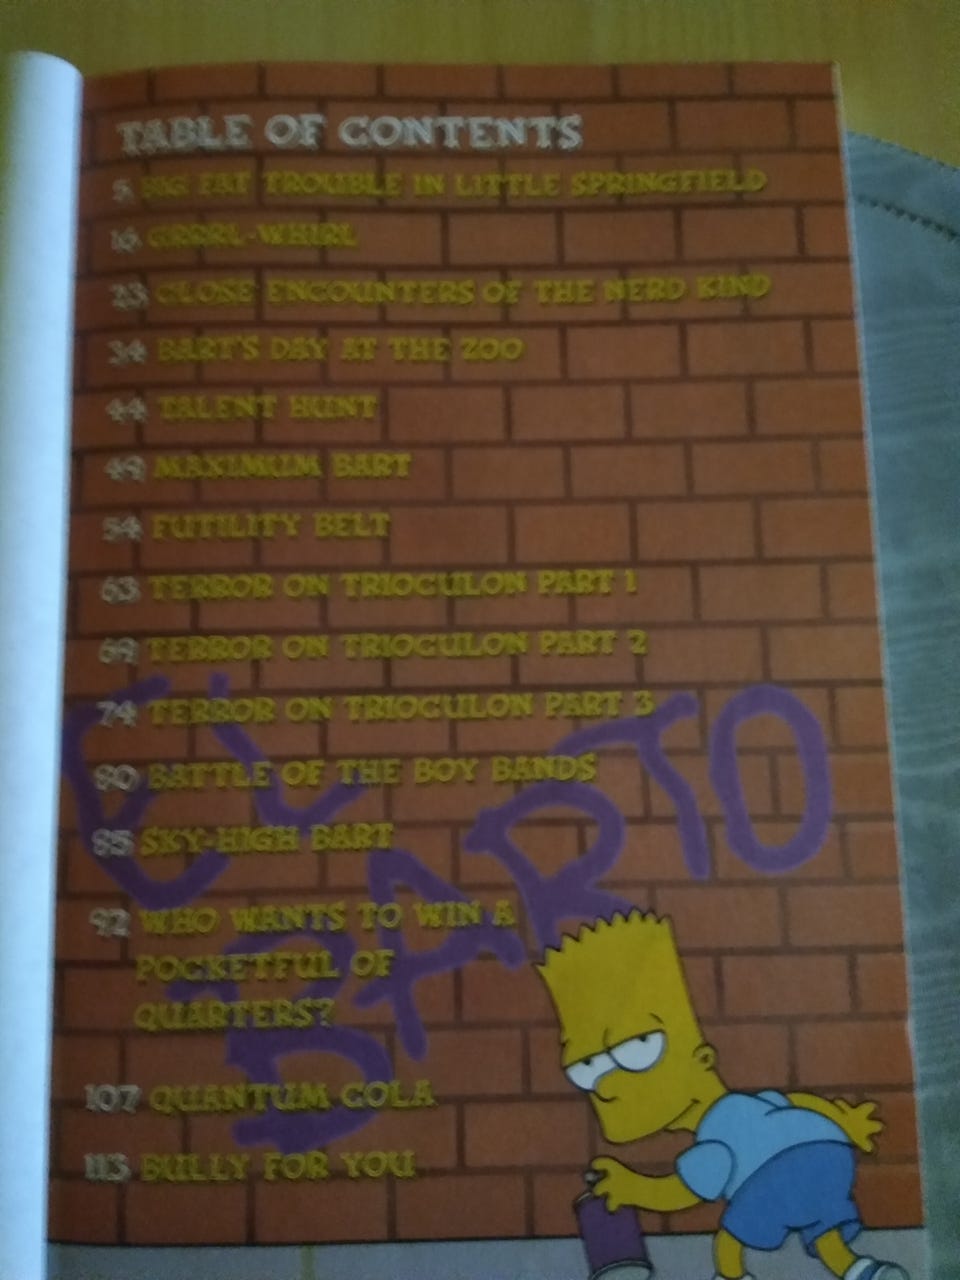 TABLE OF CONTENTS
5 BIG FAT TROUBLE IN LITTLE SPRINGFIELD
16 GRRRL-WHIRL
23 CLOSE ENCOUNTERS OF THE NERD KIND
34 BART'S DAY AT THE ZOO
44 TALENT HUNT
49 MAXIMUM BART
54 FUTILITY BELT
63 TERROR ON TRIOCULON PART 1
69 TERROR ON TRIOCULON PART 2
74 TERROR ON TRIOCULON PART 3
80 BATTLE OF THE BOY BANDS
85 SKY-HIGH BART
92 WHO WANTS TO WIN A
POCKETFUL OF
QUARTERS?
107 QUANTUM COLA
113 BULLY FOR YOU
EL
BARTO